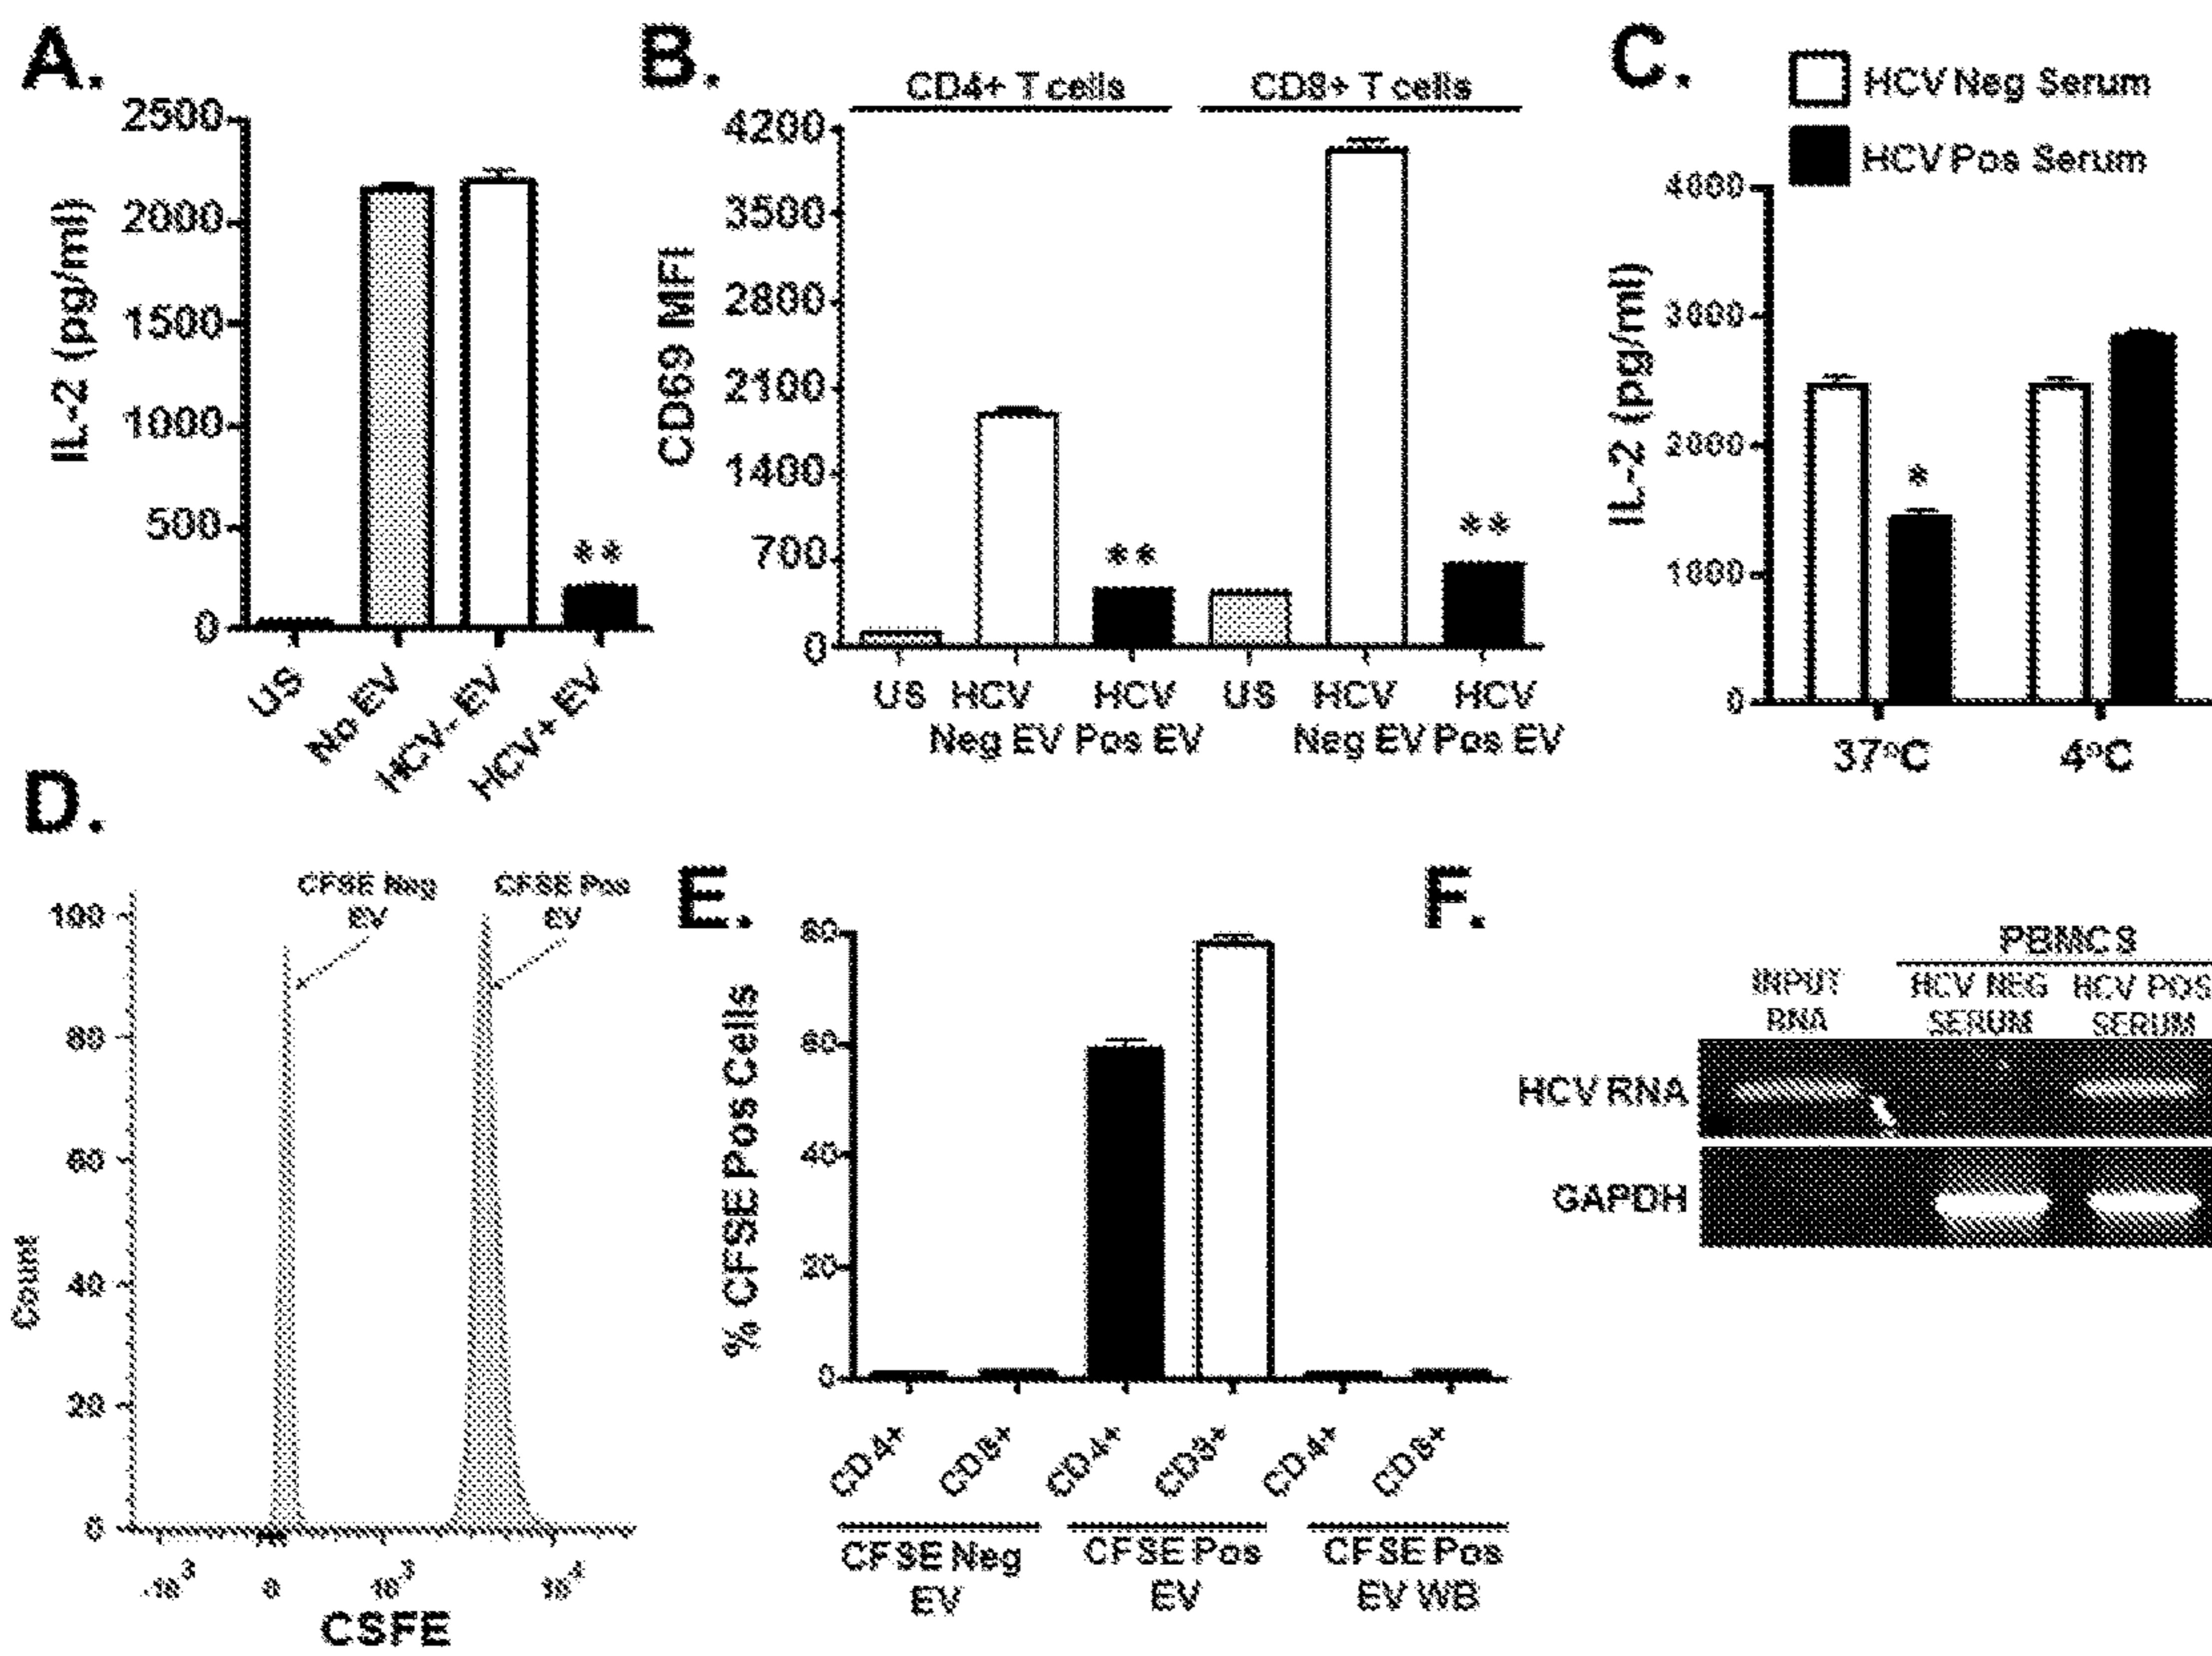 A.
IL-2 (pg/ml)
2500
2000
1500
1000
500
0
**
US
No EV
HCV- EV
HCV+ EV
B.
CD4+ T cells
CD8+ T cells
CD69 MFI
4200
3500
2800
2100
1400
700
0
**
**
US HCV HCV US HCV HCV
Neg EV Pos EV Neg EV Pos EV
C.
HCV Neg Serum
HCV Pos Serum
IL-2 (pg/ml)
4000
3000
2000
1000
0
*
37ºC
4ºC
D.
CFSE Neg
EV
CFSE Pos
EV
Count
100
80
60
40
20
0
-10³
0
10³
10⁴
CSFE
E.
% CFSE Pos Cells
80
60
40
20
0
CD4+
CD8+
CD4+
CD8+
CD4+
CD8+
CFSE Neg
EV
CFSE Pos
EV
CFSE Pos
EV WB
F.
PBMCS
INPUT
RNA
HCV NEG
SERUM
HCV POS
SERUM
HCV RNA
GAPDH